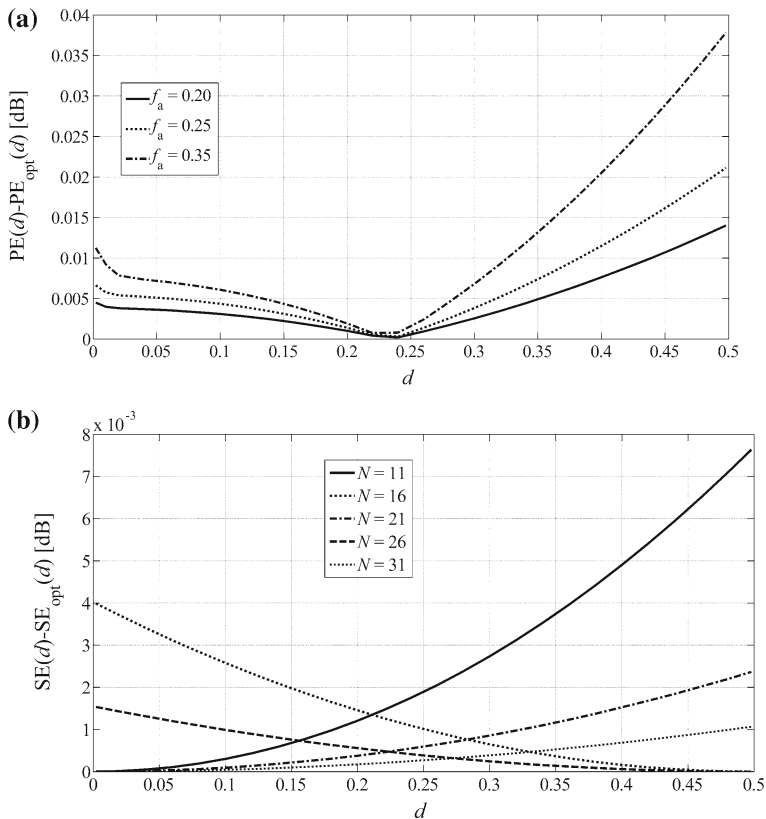 (a)
0.04
0.035
0.03
0.025
0.02
0.015
0.01
0.005
0
PE(d)-PEopt(d) [dB]
fa = 0.20
fa = 0.25
fa = 0.35
0 0.05 0.1 0.15 0.2 0.25 0.3 0.35 0.4 0.45 0.5
d
(b)
x 10-3
8
7
6
5
4
3
2
1
0
SE(d)-SEopt(d) [dB]
N = 11
N = 16
N = 21
N = 26
N = 31
0 0.05 0.1 0.15 0.2 0.25 0.3 0.35 0.4 0.45 0.5
d